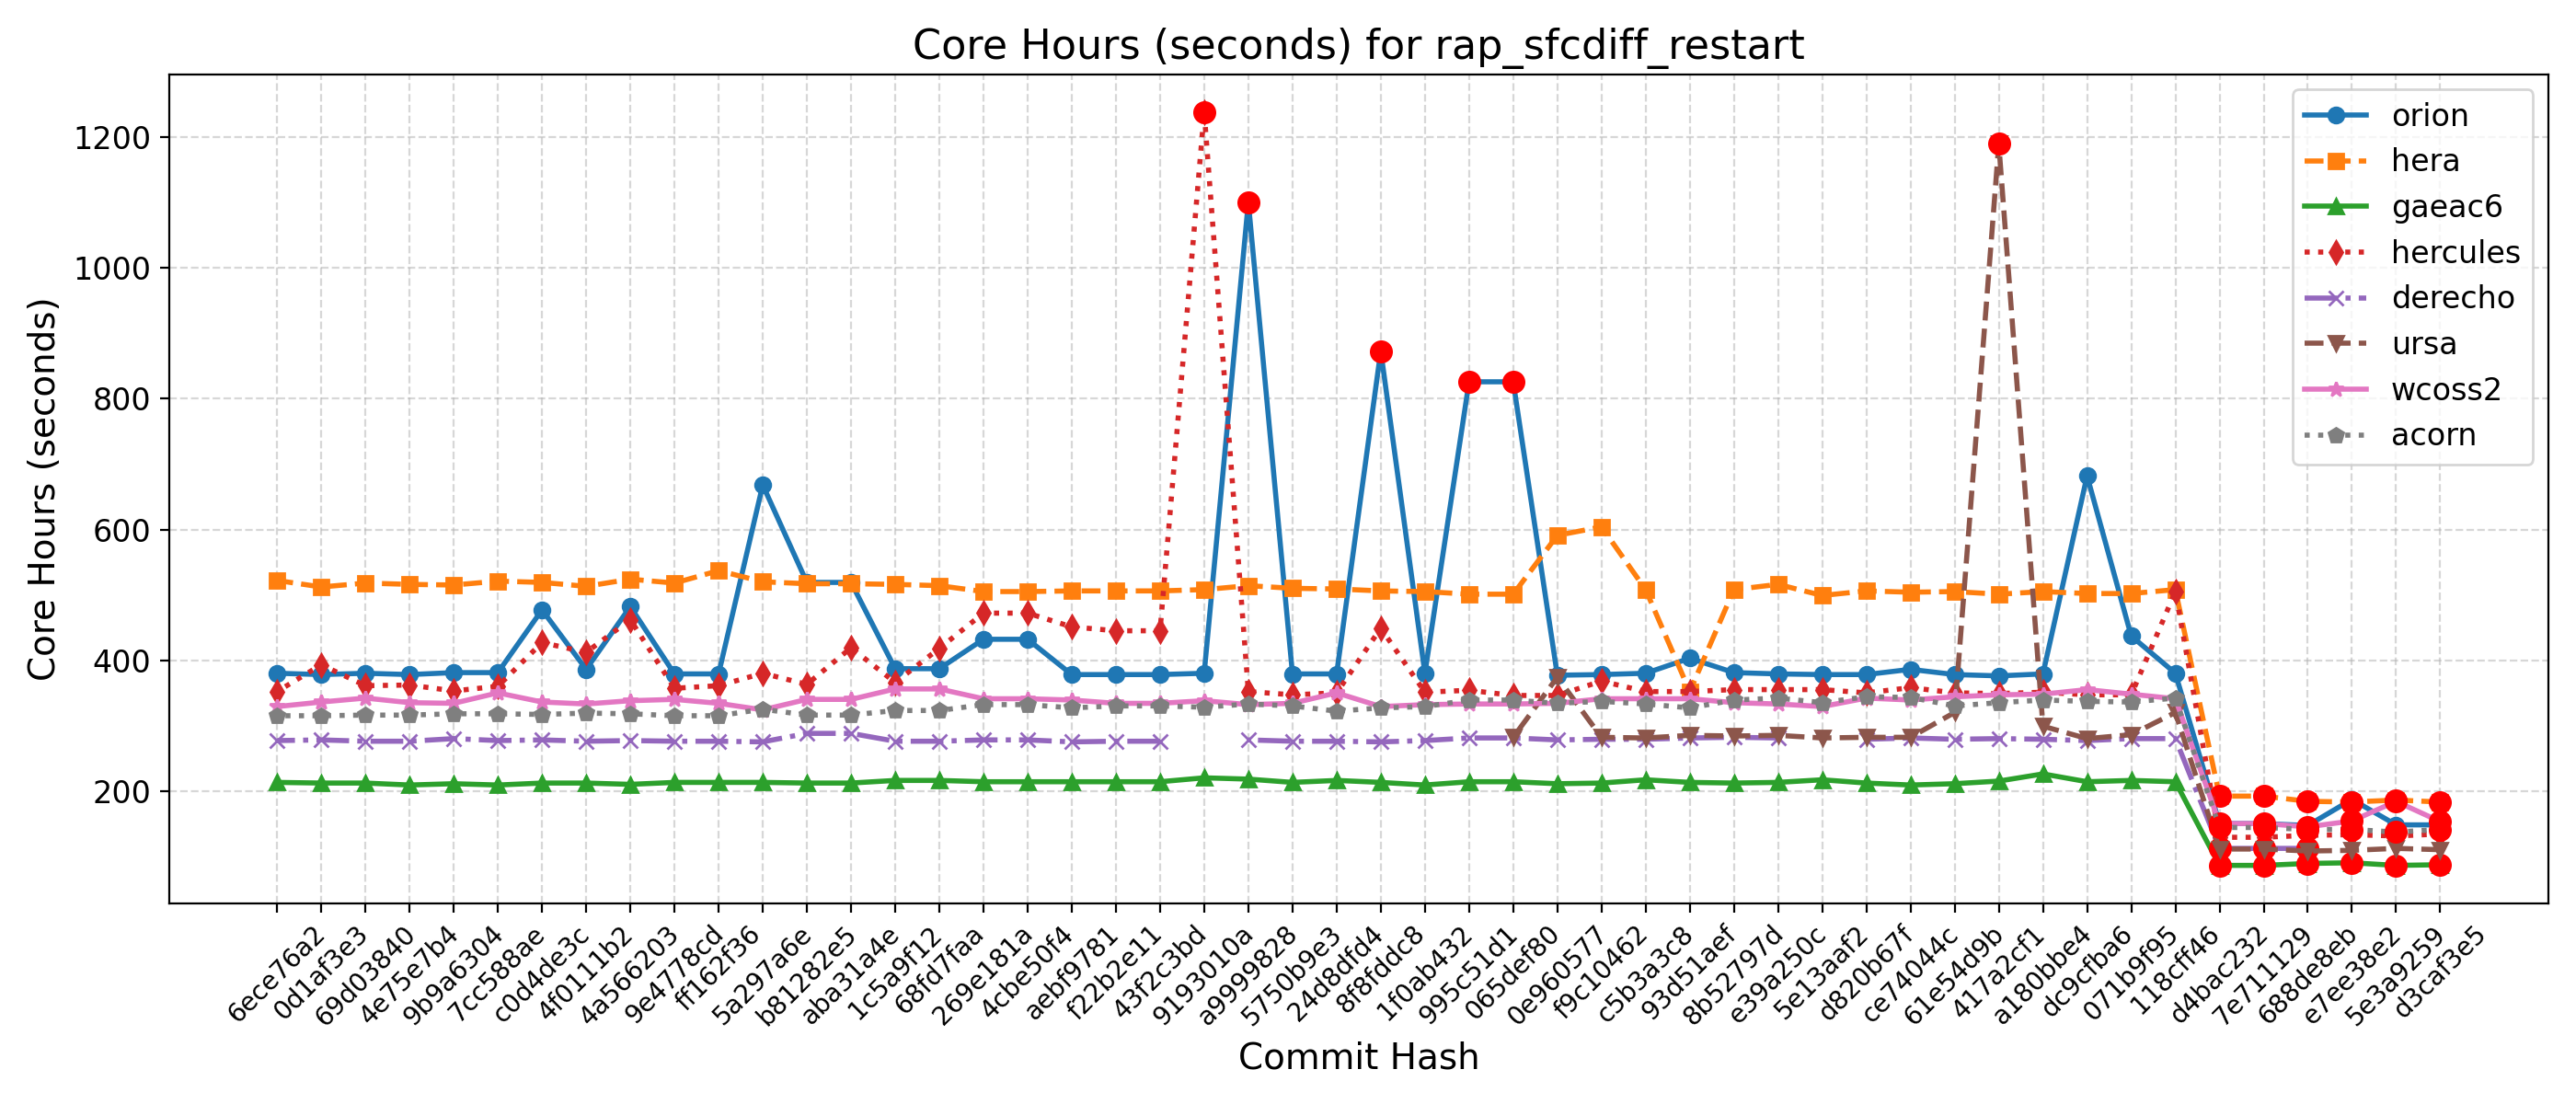 Core Hours (seconds) for rap_sfcdiff_restart
Core Hours (seconds)
1200
1000
800
600
400
200
orion
hera
gaeac6
hercules
derecho
ursa
wcoss2
acorn
6ece76a2
0d1af3e3
69d03840
4e75e7b4
9b9a6304
7cc588ae
c0d4de3c
4f0111b2
4a566203
9e4778cd
ff162f36
5a297a6e
b81282e5
aba31a4e
1c5a9f12
68fd7faa
269e181a
4cbe50f4
aebf9781
f22b2e11
43f2c3bd
9193010a
a9999828
5750b9e3
24d8dfd4
8f8fddc8
1f0ab432
995c51d1
065def80
0e960577
f9c10462
c5b3a3c8
93d51aef
8b52797d
e39a250c
5e13aaf2
d820b67f
ce74044c
61e54d9b
417a2cf1
a180bbe4
dc9cfba6
071b9f95
118cff46
d4bac232
7e711129
688de8eb
e7ee38e2
5e3a9259
d3caf3e5
Commit Hash